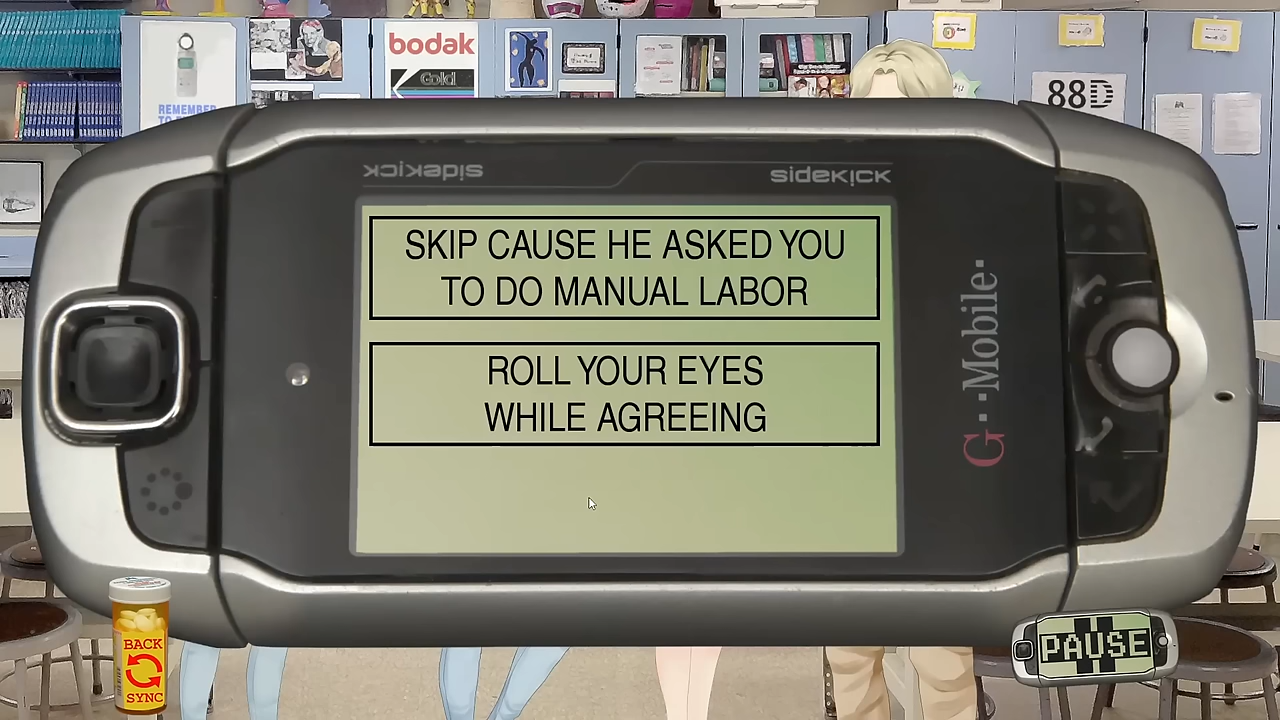 bodak
Gold
REMEMBER
88D
sidekick
sidekick
SKIP CAUSE HE ASKED YOU
TO DO MANUAL LABOR
ROLL YOUR EYES
WHILE AGREEING
G··Mobile·
BACK
SYNC
PAUSE